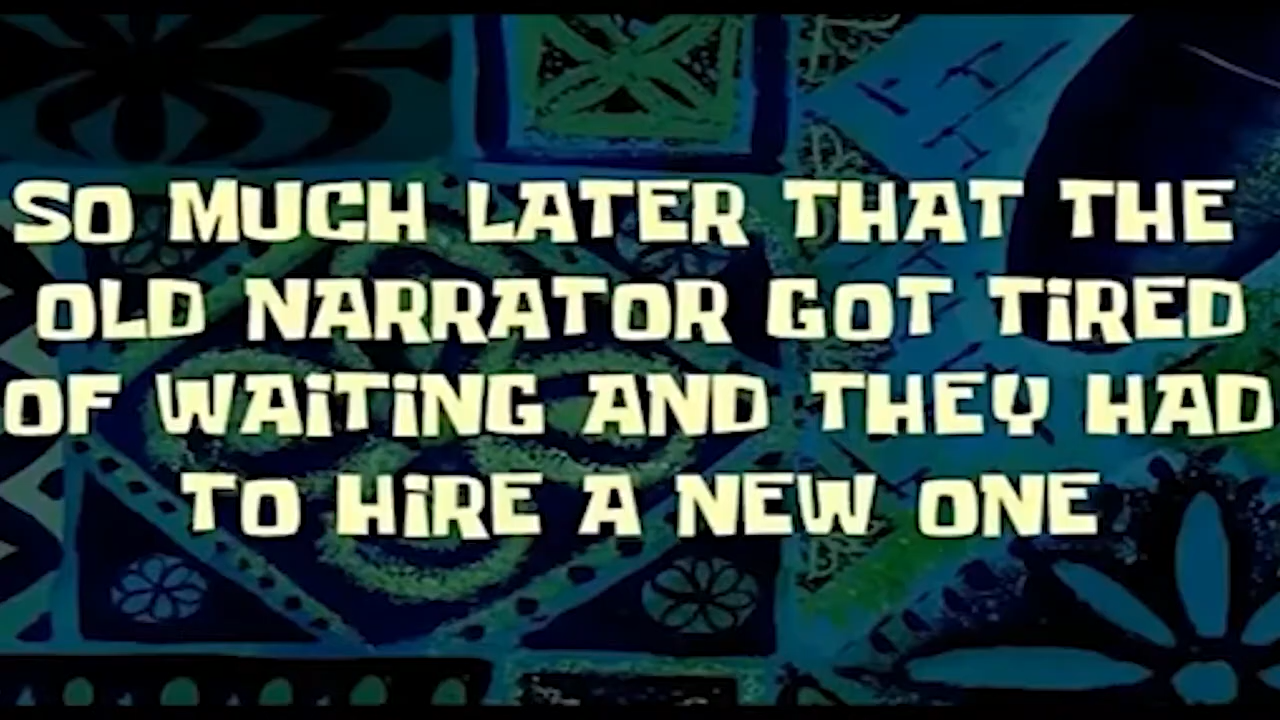 SO MUCH LATER THAT THE
OLD NARRATOR GOT TiRED
OF WAiTiNG AND THEY HAD
TO HiRE A NEW ONE